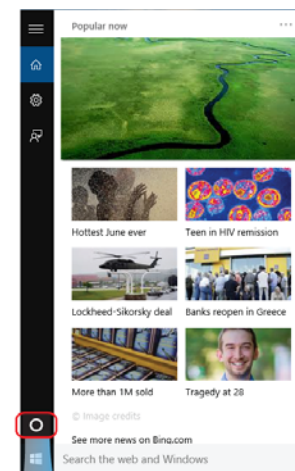 Popular now
Hottest June ever
Teen in HIV remission
Lockheed-Sikorsky deal
Banks reopen in Greece
More than 1M sold
Tragedy at 28
© Image credits
See more news on Bing.com
Search the web and Windows